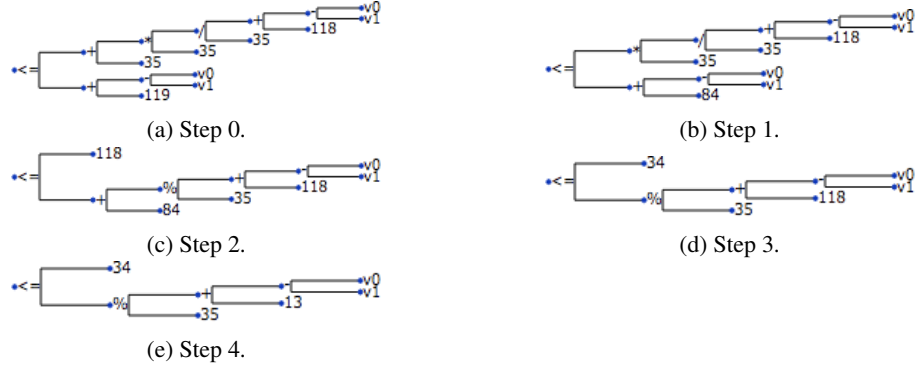 v0
- v1
+ 118
/ 35
* 35
+ 35
<=
- v0
+ v1
119
(a) Step 0.
v0
- v1
+ 118
/ 35
* 35
<=
- v0
+ v1
84
(b) Step 1.
118
<=
v0
- v1
+ 118
% 35
+ 84
(c) Step 2.
34
<=
v0
- v1
+ 118
% 35
(d) Step 3.
34
<=
v0
- v1
+ 13
% 35
(e) Step 4.